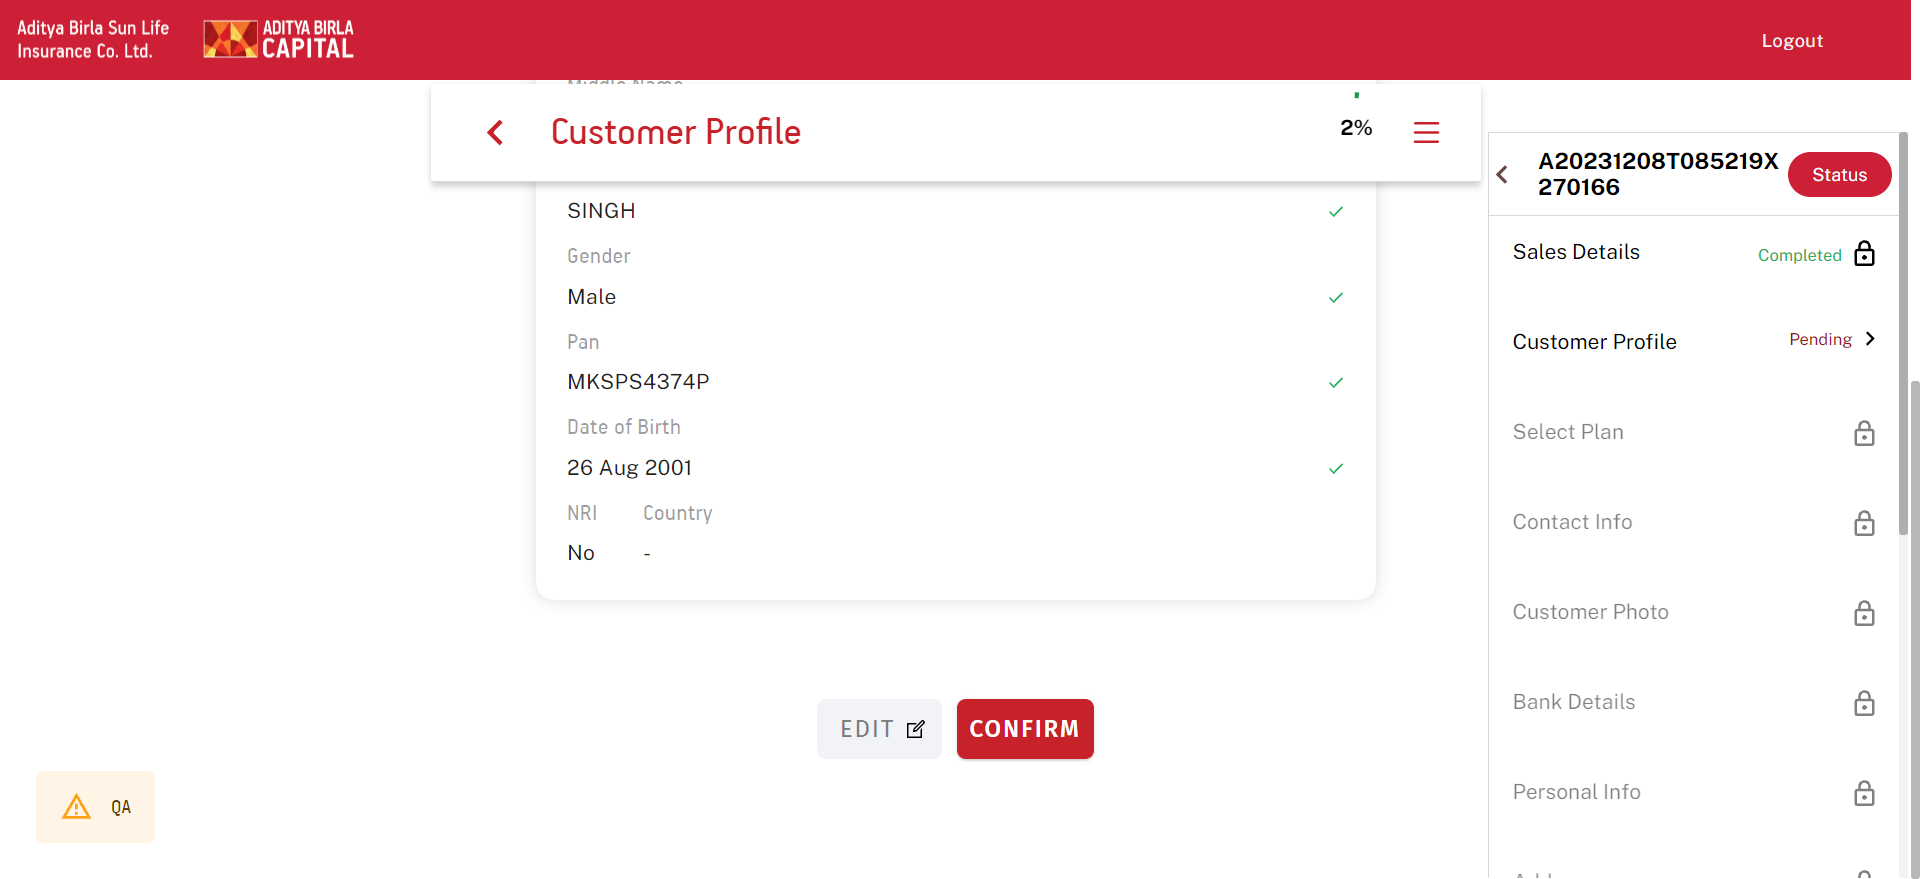 Aditya Birla Sun Life
Insurance Co. Ltd.
ADITYA BIRLA
CAPITAL
Logout
Middle Name
Customer Profile
2%
SINGH
Gender
Male
Pan
MKSPS4374P
Date of Birth
26 Aug 2001
NRI Country
No -
EDIT
CONFIRM
QA
A20231208T085219X
270166
Status
Sales Details Completed
Customer Profile Pending
Select Plan
Contact Info
Customer Photo
Bank Details
Personal Info